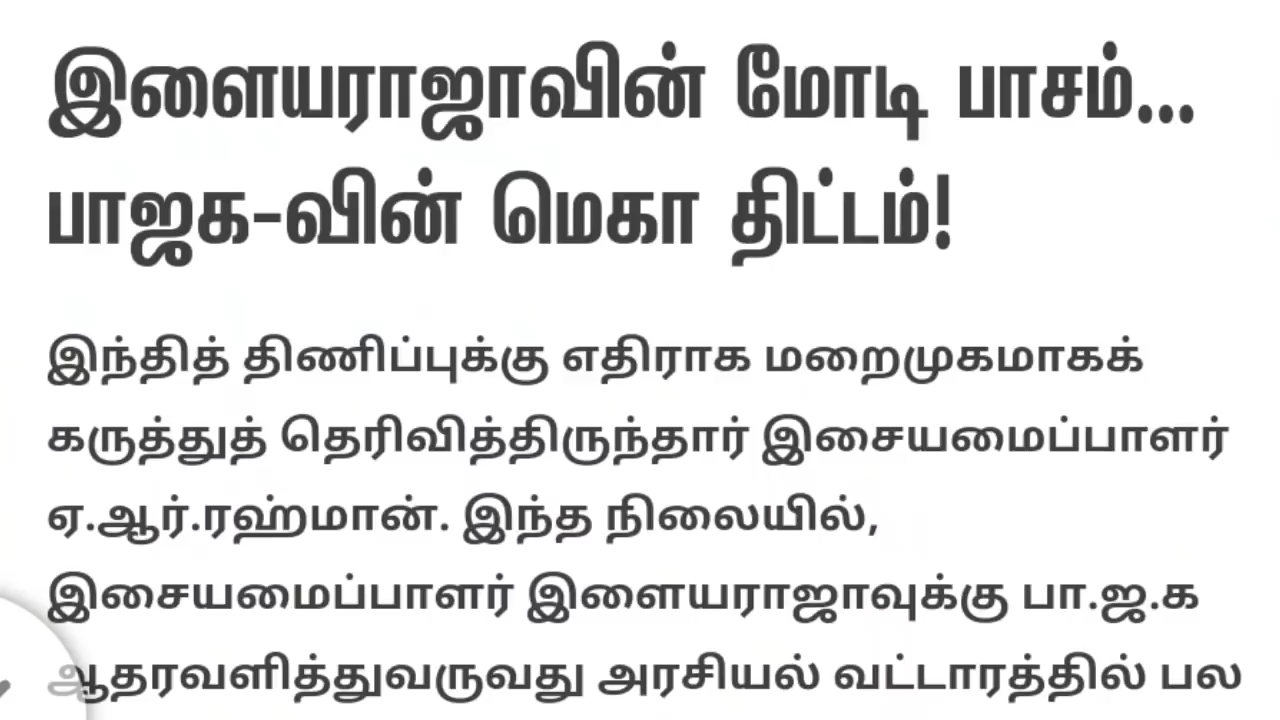 இளையராஜாவின் மோடி பாசம்...
பாஜக-வின் மெகா திட்டம்!
இந்தித் திணிப்புக்கு எதிராக மறைமுகமாகக்
கருத்துத் தெரிவித்திருந்தார் இசையமைப்பாளர்
ஏ.ஆர்.ரஹ்மான். இந்த நிலையில்,
இசையமைப்பாளர் இளையராஜாவுக்கு பா.ஜ.க
ஆதரவளித்துவருவது அரசியல் வட்டாரத்தில் பல